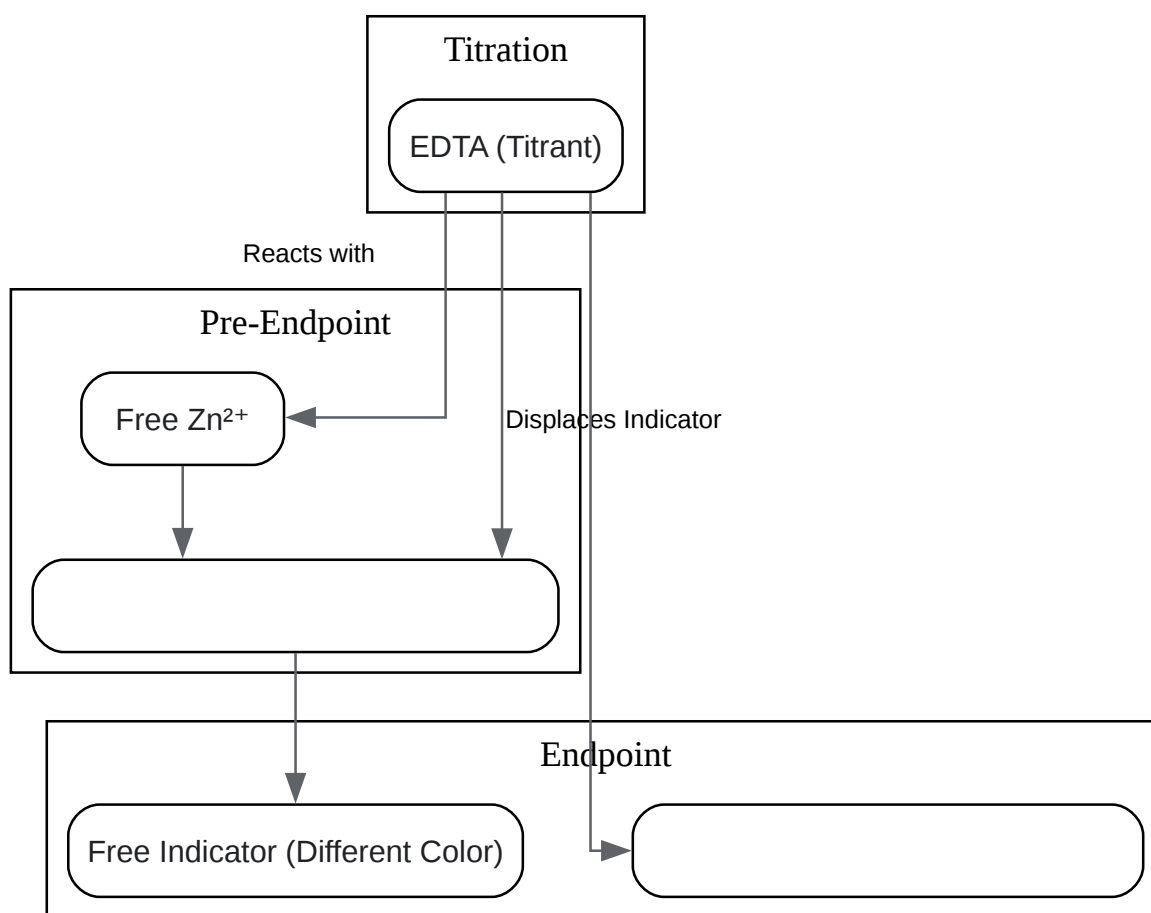 Titration
EDTA (Titrant)
Reacts with
Pre-Endpoint
Free Zn²⁺
Displaces Indicator
Endpoint
Free Indicator (Different Color)